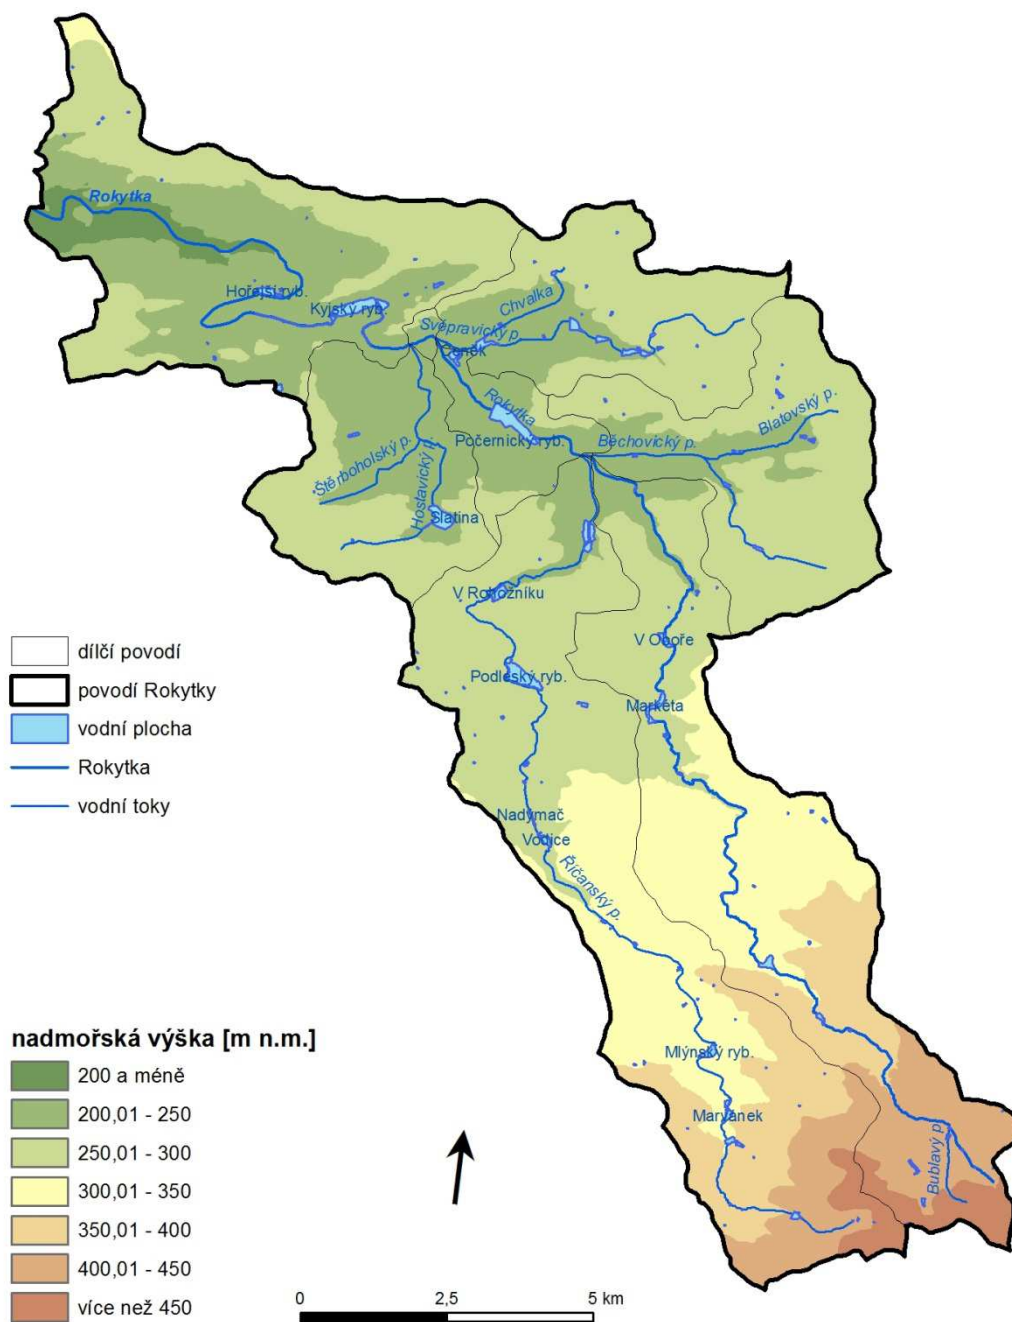 Rokytka
Hořejší ryb.
Kyjský ryb.
Chvalka
Svépravický p.
Čeněk
Rokytka
Počernický ryb.
Běchovický p.
Blatovský p.
Štěrboholský p.
Hostavický p.
Slatina
V Rohožníku
V Oboře
Podleský ryb.
Markéta
Nadýmač
Vodice
Říčanský p.
Mlýnský ryb.
Marvánek
Bublavý p.
dílčí povodí
povodí Rokytky
vodní plocha
Rokytka
vodní toky
nadmořská výška [m n.m.]
200 a méně
200,01 - 250
250,01 - 300
300,01 - 350
350,01 - 400
400,01 - 450
více než 450
0 2,5 5 km